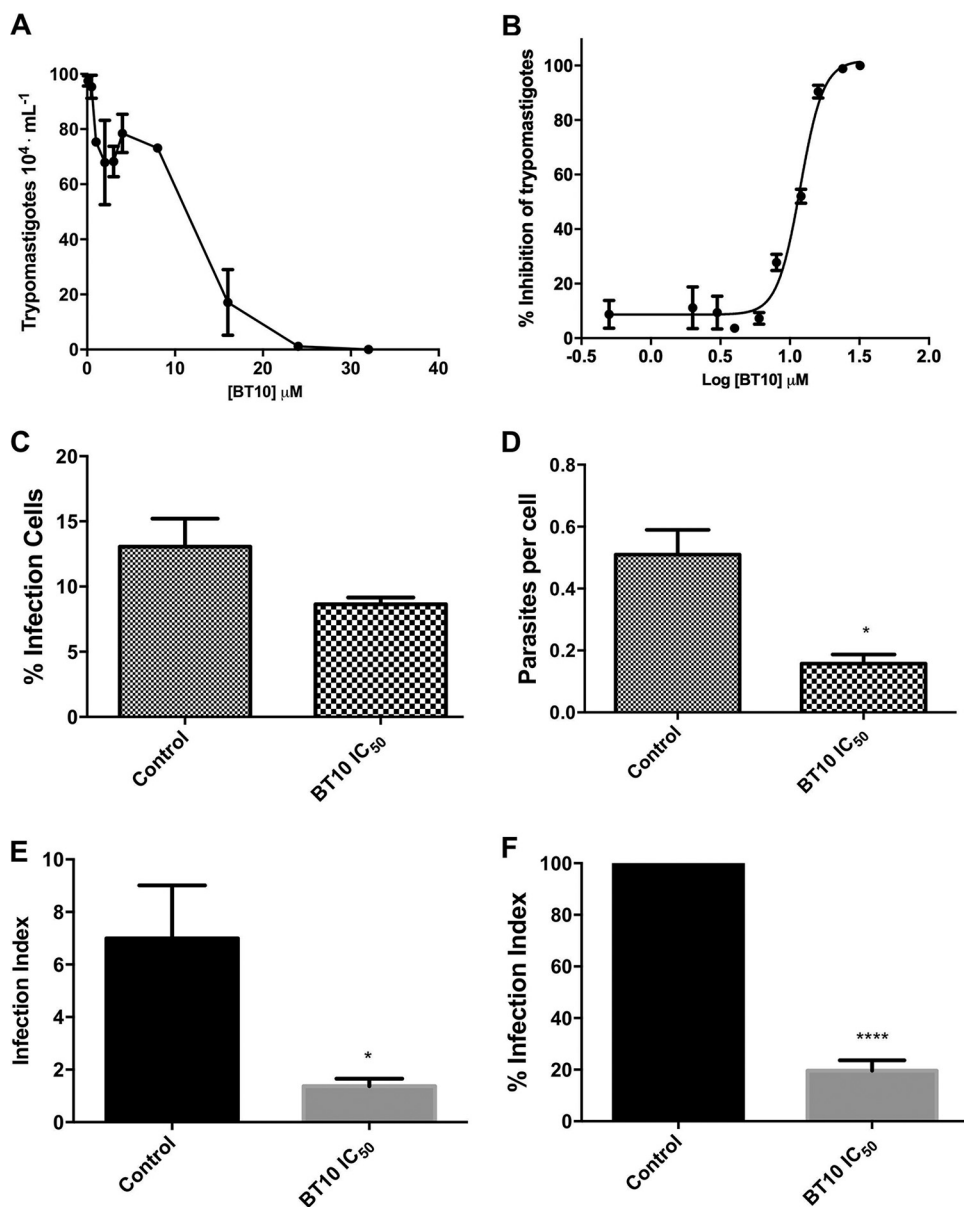 A
Trypomastigotes 10⁴ · mL⁻¹
100
80
60
40
20
0
0
10
20
30
40
[BT10] μM
B
% Inhibition of trypomastigotes
100
80
60
40
20
0
-0.5
0.0
0.5
1.0
1.5
2.0
Log [BT10] μM
C
% Infection Cells
20
15
10
5
0
Control
BT10 IC₅₀
D
Parasites per cell
0.8
0.6
0.4
0.2
0.0
*
Control
BT10 IC₅₀
E
Infection Index
10
8
6
4
2
0
*
Control
BT10 IC₅₀
F
% Infection Index
100
80
60
40
20
0
****
Control
BT10 IC₅₀